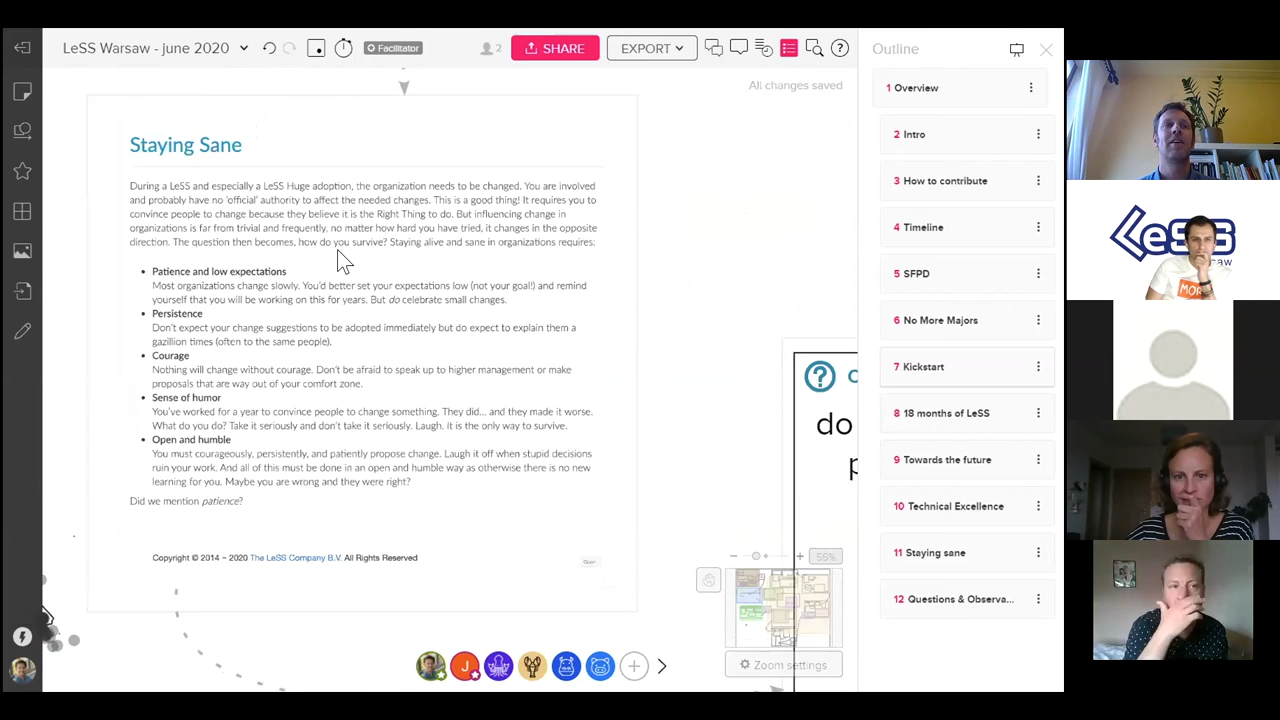 LeSS Warsaw - june 2020
Facilitator
2
SHARE
EXPORT
?
All changes saved
Staying Sane
During a LeSS and especially a LeSS Huge adoption, the organization needs to be changed. You are involved
and probably have no 'official' authority to affect the needed changes. This is a good thing! It requires you to
convince people to change because they believe it is the Right Thing to do. But influencing change in
organizations is far from trivial and frequently, no matter how hard you have tried, it changes in the opposite
direction. The question then becomes, how do you survive? Staying alive and sane in organizations requires:
• Patience and low expectations
Most organizations change slowly. You'd better set your expectations low (not your goal!) and remind
yourself that you will be working on this for years. But do celebrate small changes.
• Persistence
Don't expect your change suggestions to be adopted immediately but do expect to explain them a
gazillion times (often to the same people).
• Courage
Nothing will change without courage. Don't be afraid to speak up to higher management or make
proposals that are way out of your comfort zone.
• Sense of humor
You've worked for a year to convince people to change something. They did... and they made it worse.
What do you do? Take it seriously and don't take it seriously. Laugh. it is the only way to survive.
• Open and humble
You must courageously, persistently, and patiently propose change. Laugh it off when stupid decisions
ruin your work. And all of this must be done in an open and humble way as otherwise there is no new
learning for you. Maybe you are wrong and they were right?
Did we mention patience?
Copyright © 2014 ~ 2020 The LeSS Company B.V. All Rights Reserved
Open
?
do
55%
Zoom settings
J
Outline
1 Overview
2 Intro
3 How to contribute
4 Timeline
5 SFPD
6 No More Majors
7 Kickstart
8 18 months of LeSS
9 Towards the future
10 Technical Excellence
11 Staying sane
12 Questions & Observa...
LeSS
MOR